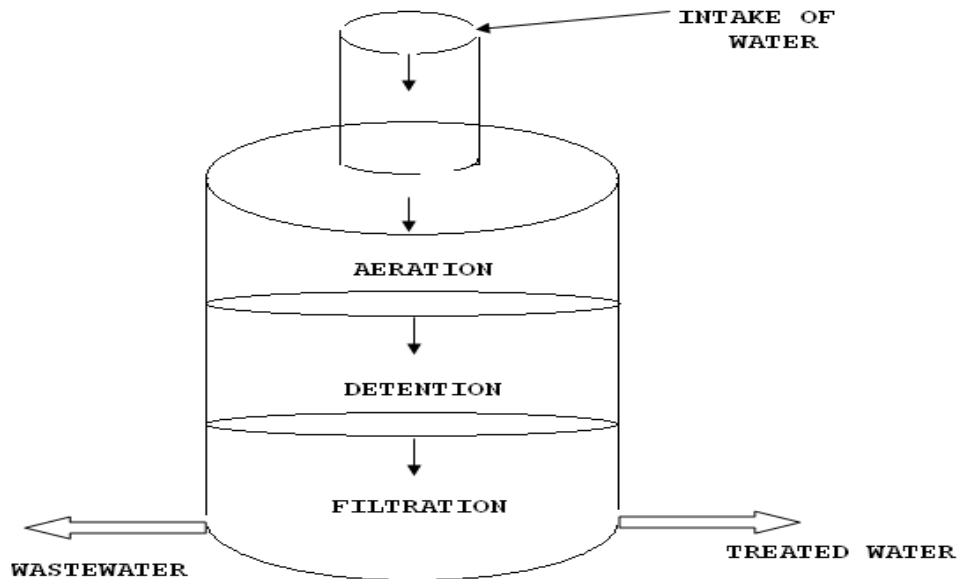 INTAKE OF
WATER
AERATION
DETENTION
FILTRATION
WASTEWATER
TREATED WATER